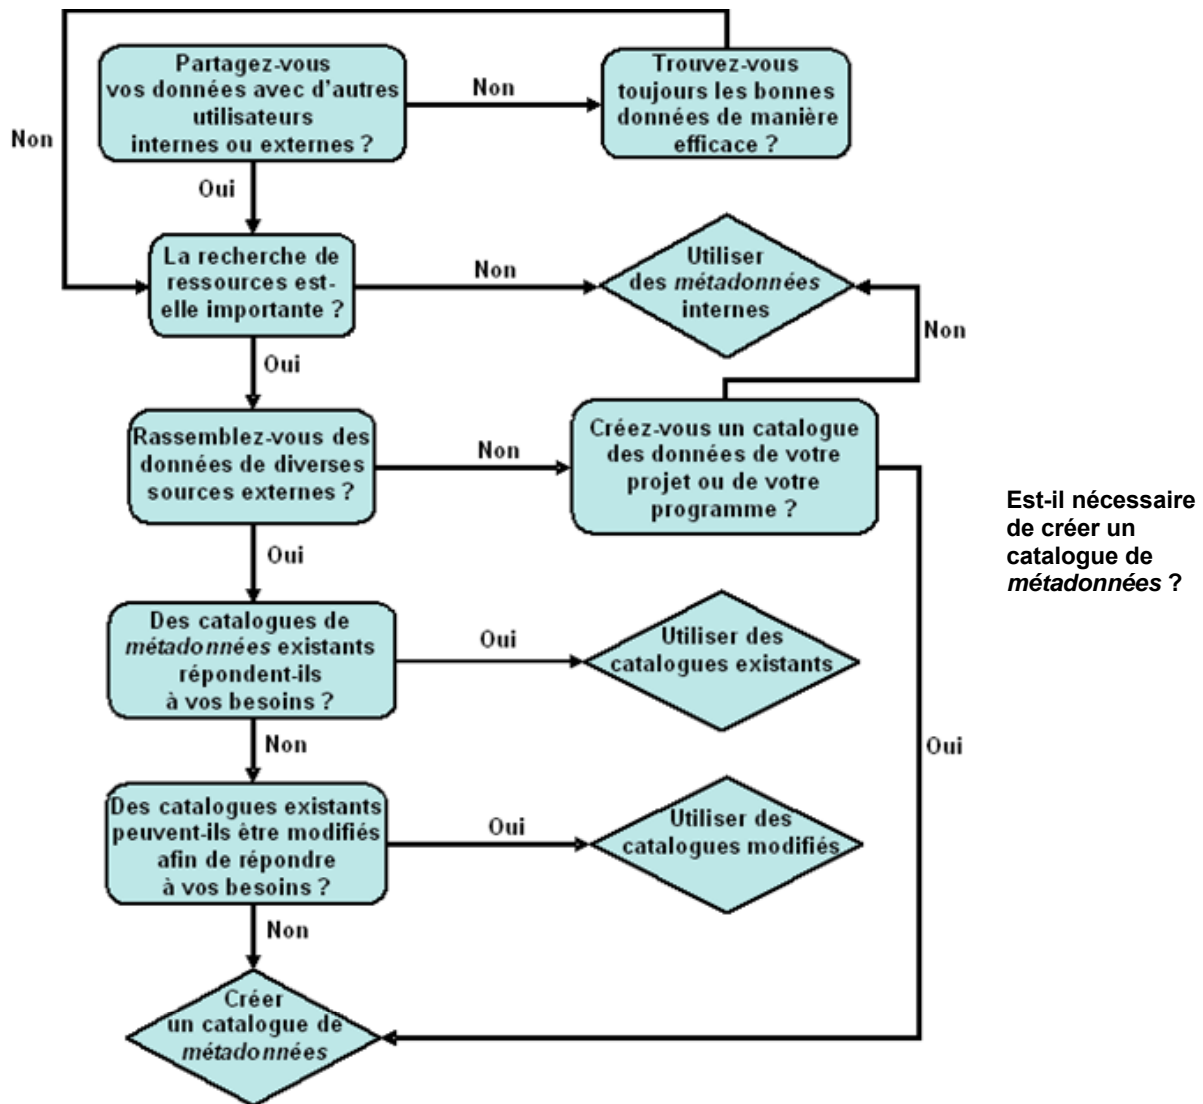 Partagez-vous
vos données avec d'autres
utilisateurs
internes ou externes ?
Non
Trouvez-vous
toujours les bonnes
données de manière
efficace ?
Non
Oui
La recherche de
ressources est-
elle importante ?
Non
Utiliser
des métadonnées
internes
Non
Oui
Rassemblez-vous des
données de diverses
sources externes ?
Non
Créez-vous un catalogue
des données de votre
projet ou de votre
programme ?
Est-il nécessaire
de créer un
catalogue de
métadonnées ?
Oui
Des catalogues de
métadonnées existants
répondent-ils
à vos besoins ?
Oui
Utiliser des
catalogues existants
Non
Oui
Des catalogues existants
peuvent-ils être modifiés
afin de répondre
à vos besoins ?
Oui
Utiliser des
catalogues modifiés
Non
Créer
un catalogue de
métadonnées